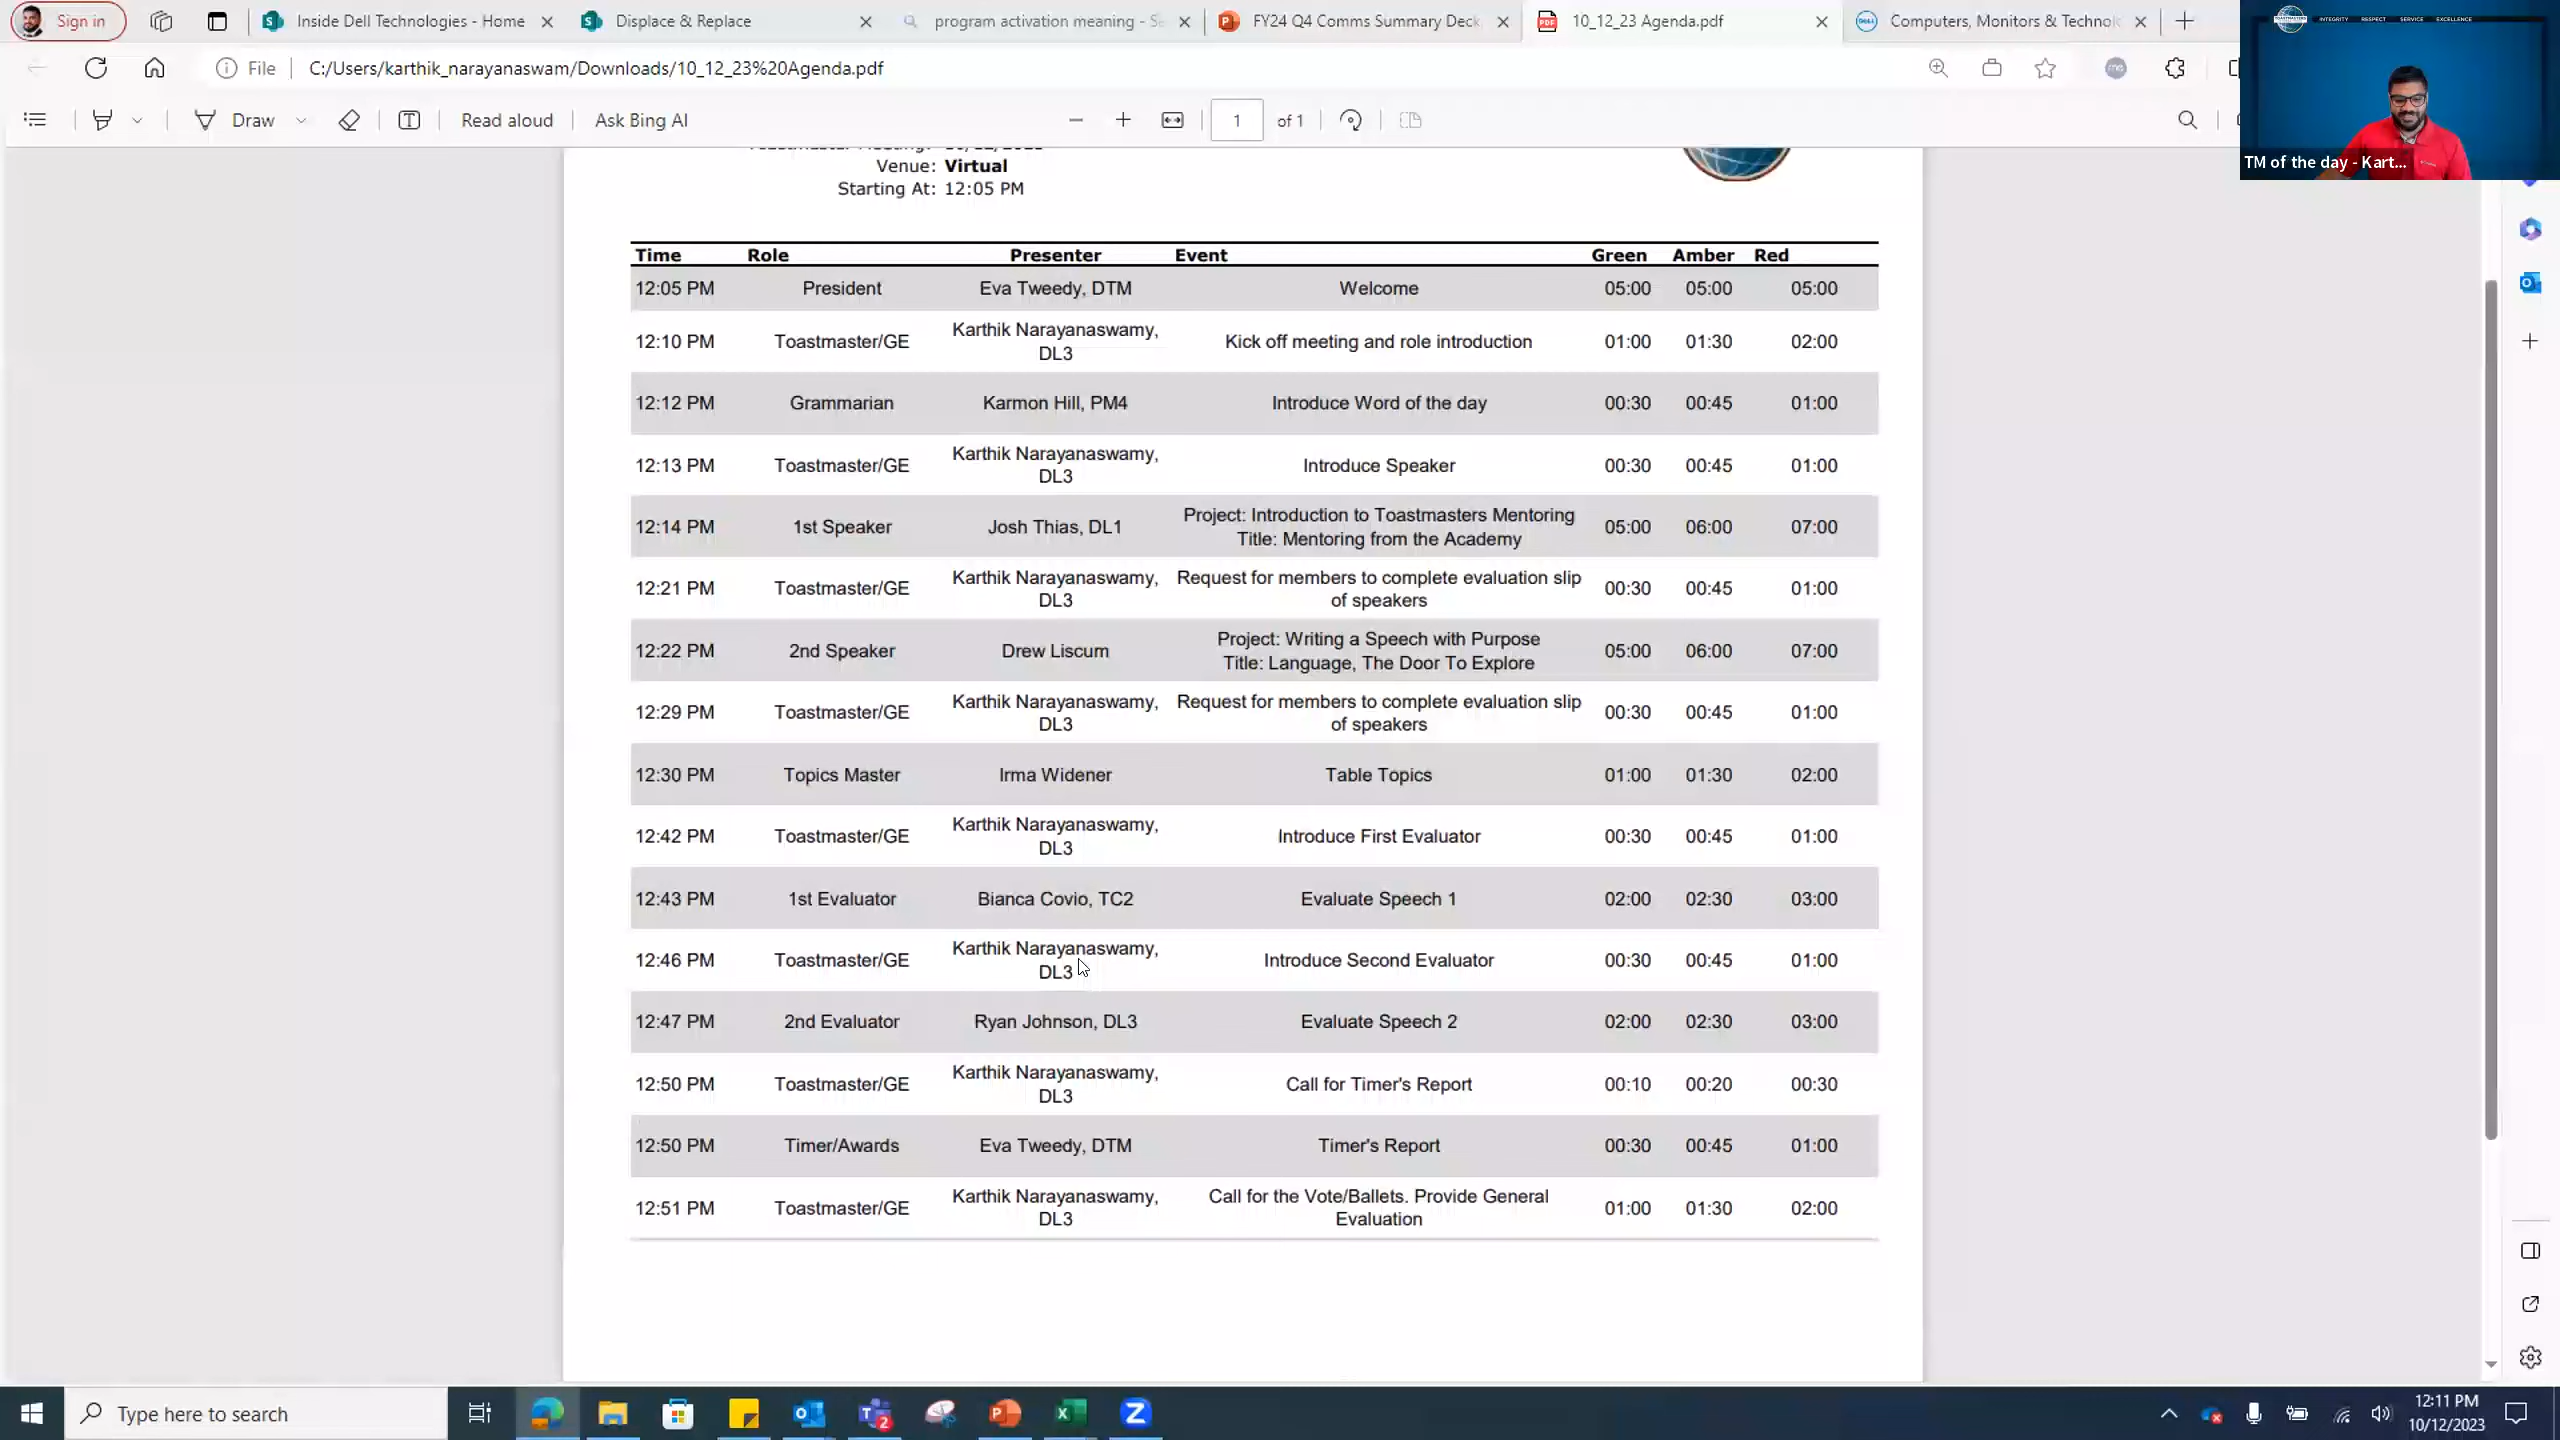 Sign in
Inside Dell Technologies - Home
Displace & Replace
program activation meaning - Se
FY24 Q4 Comms Summary Deck
10_12_23 Agenda.pdf
Computers, Monitors & Technol
File
C:/Users/karthik_narayanaswam/Downloads/10_12_23%20Agenda.pdf
Draw
Read aloud
Ask Bing AI
1 of 1
INTEGRITY RESPECT SERVICE EXCELLENCE
TM of the day - Kart...
Venue: Virtual
Starting At: 12:05 PM
Time Role Presenter Event Green Amber Red
12:05 PM President Eva Tweedy, DTM Welcome 05:00 05:00 05:00
12:10 PM Toastmaster/GE Karthik Narayanaswamy, Kick off meeting and role introduction 01:00 01:30 02:00
DL3
12:12 PM Grammarian Karmon Hill, PM4 Introduce Word of the day 00:30 00:45 01:00
12:13 PM Toastmaster/GE Karthik Narayanaswamy, Introduce Speaker 00:30 00:45 01:00
DL3
12:14 PM 1st Speaker Josh Thias, DL1 Project: Introduction to Toastmasters Mentoring 05:00 06:00 07:00
Title: Mentoring from the Academy
12:21 PM Toastmaster/GE Karthik Narayanaswamy, Request for members to complete evaluation slip 00:30 00:45 01:00
DL3 of speakers
12:22 PM 2nd Speaker Drew Liscum Project: Writing a Speech with Purpose 05:00 06:00 07:00
Title: Language, The Door To Explore
12:29 PM Toastmaster/GE Karthik Narayanaswamy, Request for members to complete evaluation slip 00:30 00:45 01:00
DL3 of speakers
12:30 PM Topics Master Irma Widener Table Topics 01:00 01:30 02:00
12:42 PM Toastmaster/GE Karthik Narayanaswamy, Introduce First Evaluator 00:30 00:45 01:00
DL3
12:43 PM 1st Evaluator Bianca Covio, TC2 Evaluate Speech 1 02:00 02:30 03:00
12:46 PM Toastmaster/GE Karthik Narayanaswamy, Introduce Second Evaluator 00:30 00:45 01:00
DL3
12:47 PM 2nd Evaluator Ryan Johnson, DL3 Evaluate Speech 2 02:00 02:30 03:00
12:50 PM Toastmaster/GE Karthik Narayanaswamy, Call for Timer's Report 00:10 00:20 00:30
DL3
12:50 PM Timer/Awards Eva Tweedy, DTM Timer's Report 00:30 00:45 01:00
12:51 PM Toastmaster/GE Karthik Narayanaswamy, Call for the Vote/Ballets. Provide General 01:00 01:30 02:00
DL3 Evaluation
Type here to search
12:11 PM
10/12/2023